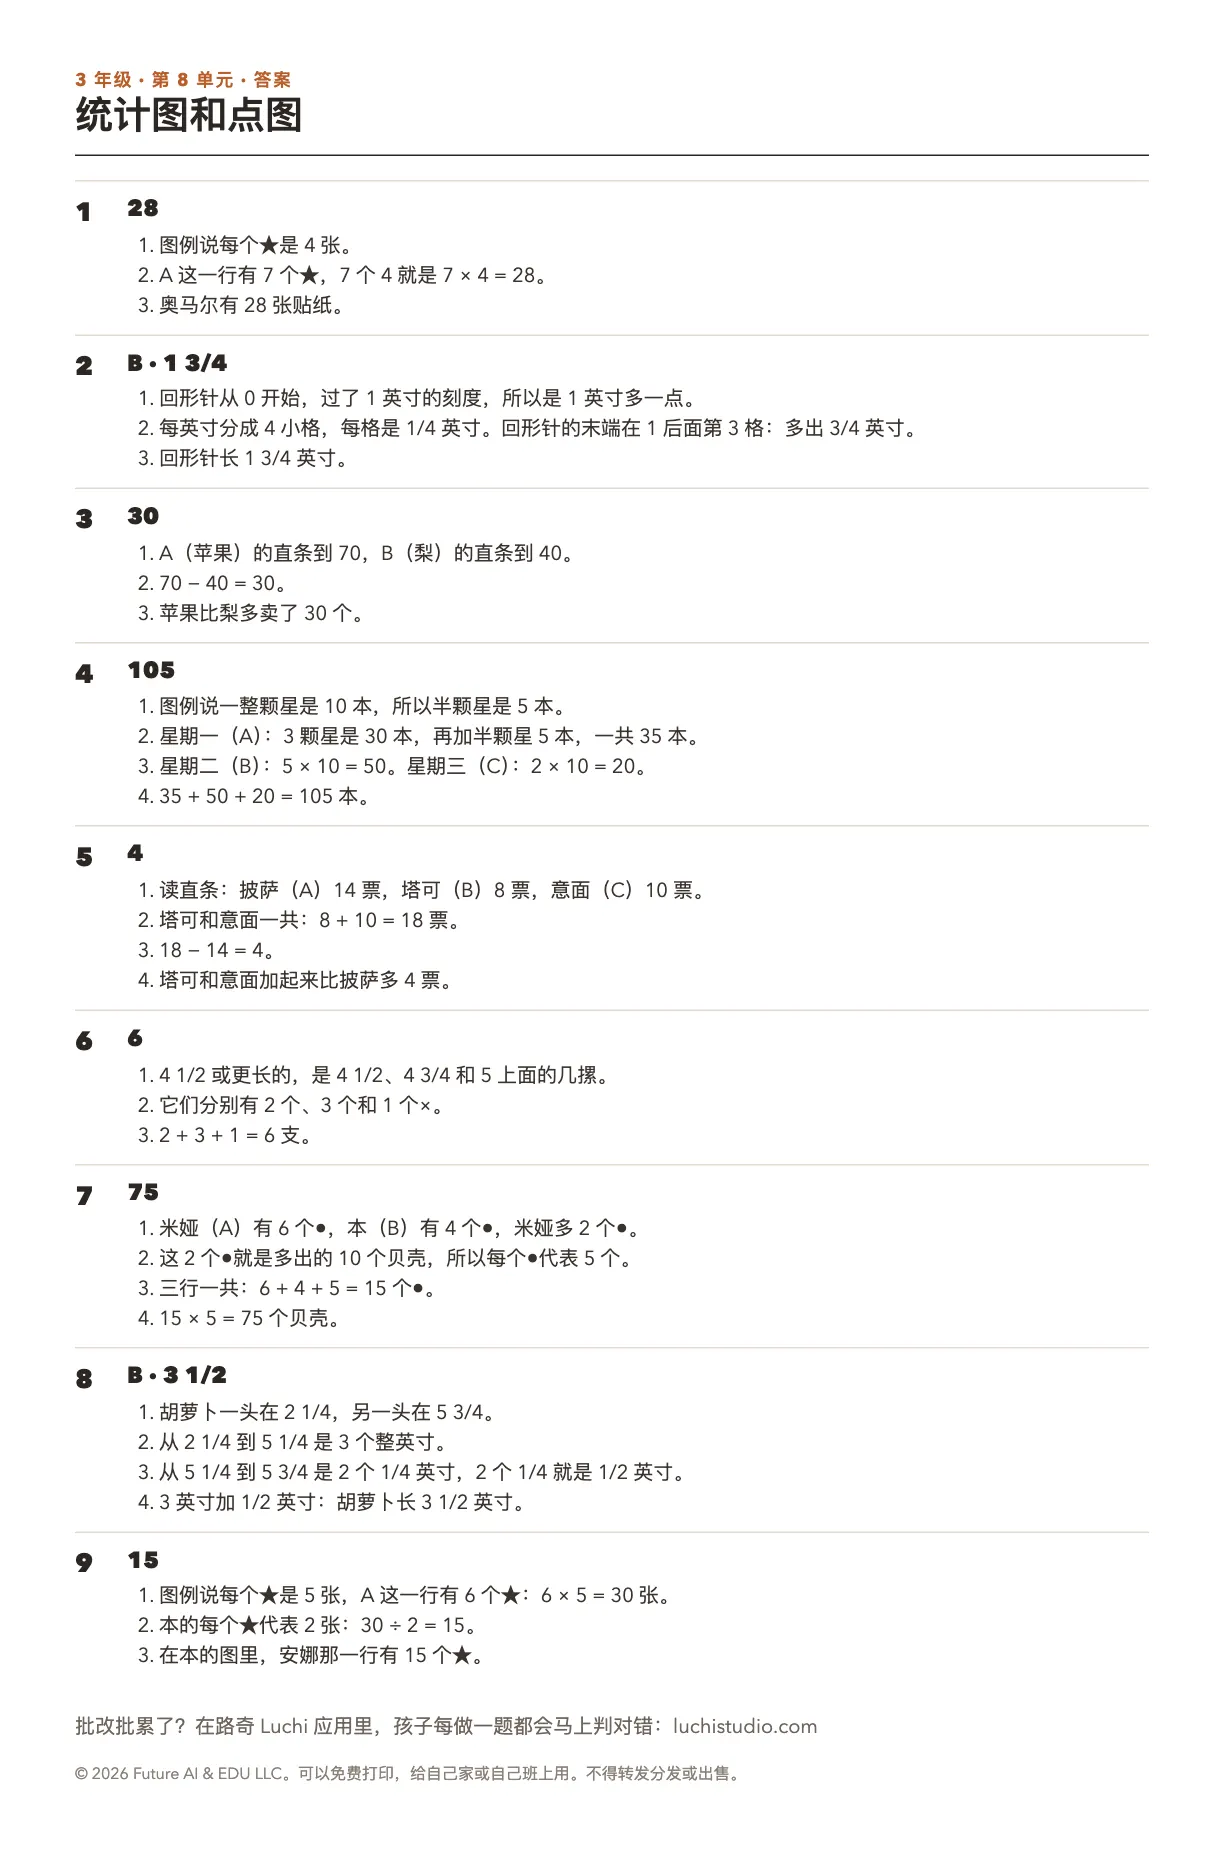 3 年级 · 第 8 单元 · 答案
统计图和点图
1 28
1. 图例说每个★是 4 张。
2. A 这一行有 7 个★，7 个 4 就是 7 × 4 = 28。
3. 奥马尔有 28 张贴纸。
2 B · 1 3/4
1. 回形针从 0 开始，过了 1 英寸的刻度，所以是 1 英寸多一点。
2. 每英寸分成 4 小格，每格是 1/4 英寸。回形针的末端在 1 后面第 3 格：多出 3/4 英寸。
3. 回形针长 1 3/4 英寸。
3 30
1. A（苹果）的直条到 70，B（梨）的直条到 40。
2. 70 − 40 = 30。
3. 苹果比梨多卖了 30 个。
4 105
1. 图例说一整颗星是 10 本，所以半颗星是 5 本。
2. 星期一（A）：3 颗星是 30 本，再加半颗星 5 本，一共 35 本。
3. 星期二（B）：5 × 10 = 50。星期三（C）：2 × 10 = 20。
4. 35 + 50 + 20 = 105 本。
5 4
1. 读直条：披萨（A）14 票，塔可（B）8 票，意面（C）10 票。
2. 塔可和意面一共：8 + 10 = 18 票。
3. 18 − 14 = 4。
4. 塔可和意面加起来比披萨多 4 票。
6 6
1. 4 1/2 或更长的，是 4 1/2、4 3/4 和 5 上面的几摞。
2. 它们分别有 2 个、3 个和 1 个×。
3. 2 + 3 + 1 = 6 支。
7 75
1. 米娅（A）有 6 个●，本（B）有 4 个●，米娅多 2 个●。
2. 这 2 个●就是多出的 10 个贝壳，所以每个●代表 5 个。
3. 三行一共：6 + 4 + 5 = 15 个●。
4. 15 × 5 = 75 个贝壳。
8 B · 3 1/2
1. 胡萝卜一头在 2 1/4，另一头在 5 3/4。
2. 从 2 1/4 到 5 1/4 是 3 个整英寸。
3. 从 5 1/4 到 5 3/4 是 2 个 1/4 英寸，2 个 1/4 就是 1/2 英寸。
4. 3 英寸加 1/2 英寸：胡萝卜长 3 1/2 英寸。
9 15
1. 图例说每个★是 5 张，A 这一行有 6 个★：6 × 5 = 30 张。
2. 本的每个★代表 2 张：30 ÷ 2 = 15。
3. 在本的图里，安娜那一行有 15 个★。
批改批累了？在路奇 Luchi 应用里，孩子每做一题都会马上判对错：luchistudio.com
© 2026 Future AI & EDU LLC。可以免费打印，给自己家或自己班上用。不得转发分发或出售。